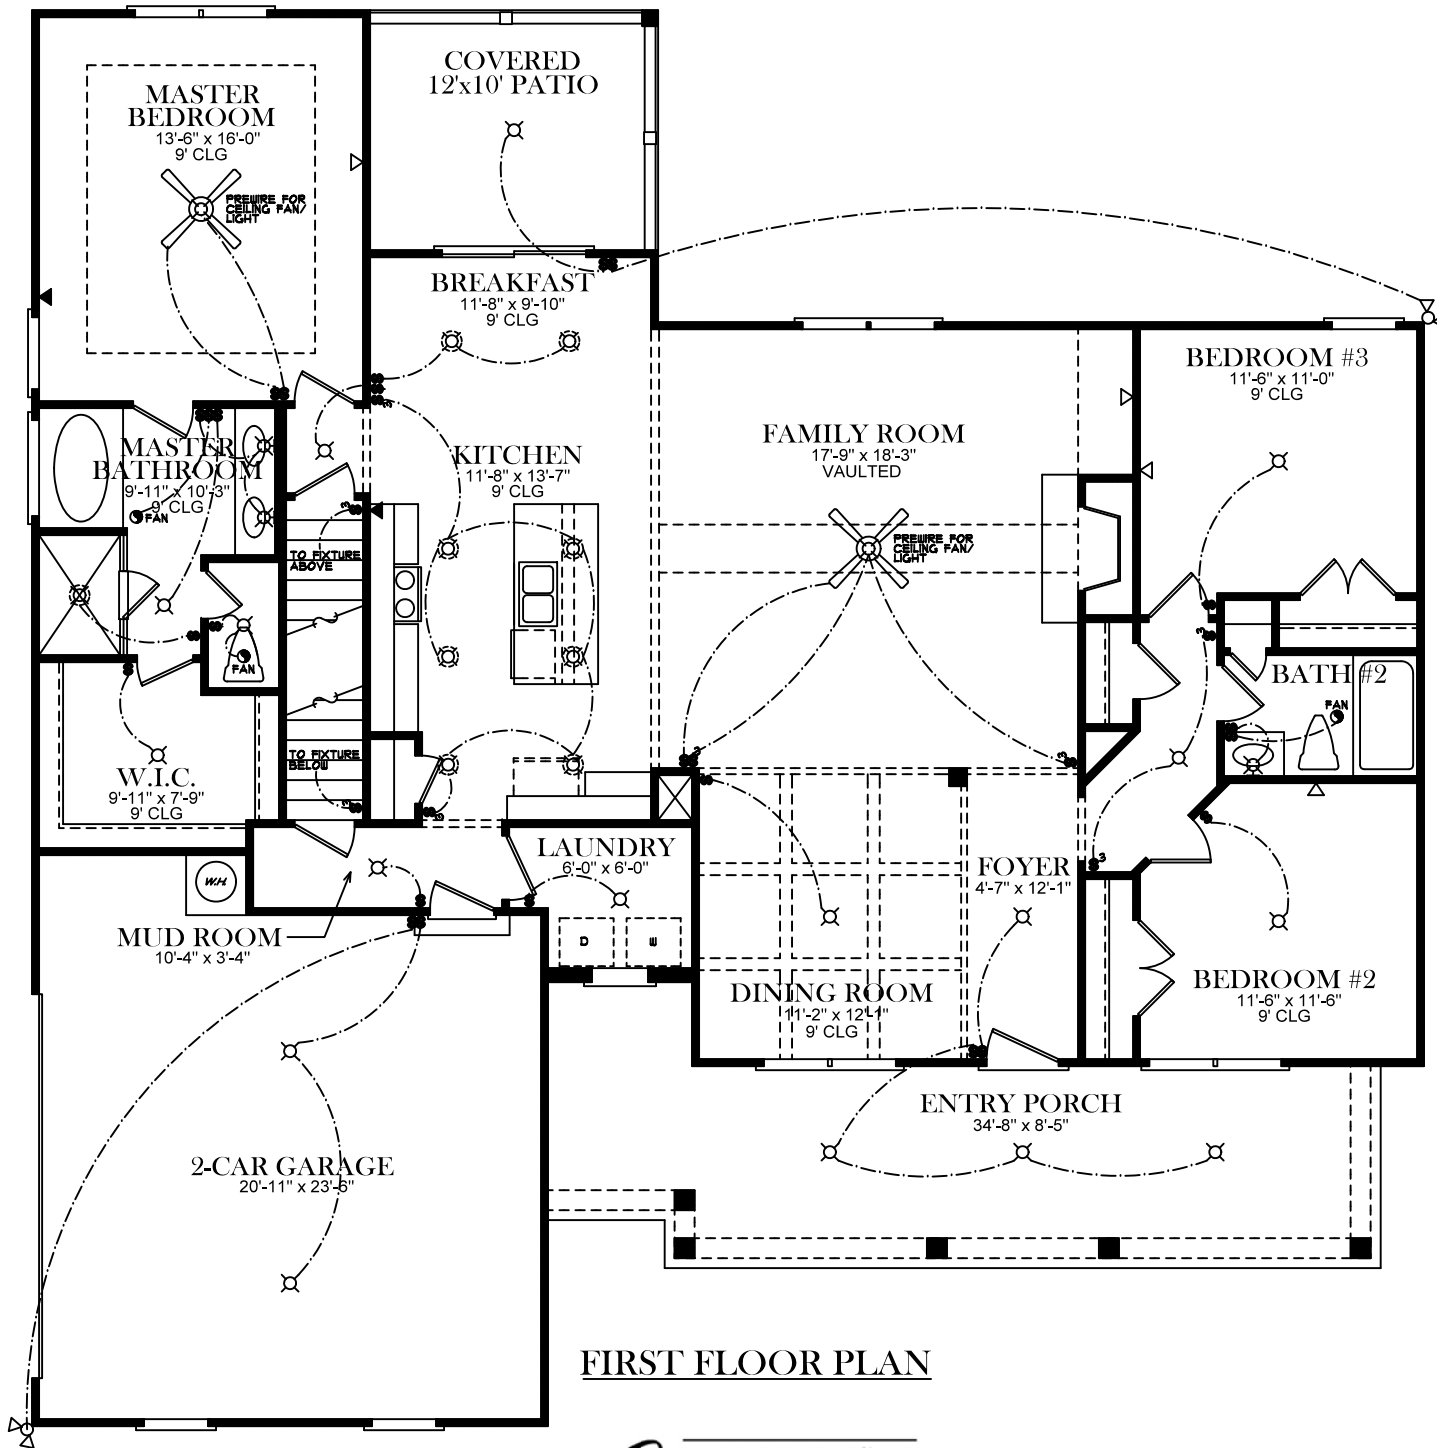 COVERED
12'x10' PATIO
MASTER
BEDROOM
13'-6" x 16'-0"
9' CLG
PREWIRE FOR
CEILING FAN/
LIGHT
BREAKFAST
11'-8" x 9'-10"
9' CLG
BEDROOM #3
11'-6" x 11'-0"
9' CLG
FAMILY ROOM
17'-9" x 18'-3"
VAULTED
PREWIRE FOR
CEILING FAN/
LIGHT
KITCHEN
11'-8" x 13'-7"
9' CLG
MASTER
BATHROOM
9'-11" x 10'-3"
9' CLG
FAN
TO FIXTURE
ABOVE
FAN
BATH #2
FAN
TO FIXTURE
BELOW
W.I.C.
9'-11" x 7'-9"
9' CLG
LAUNDRY
6'-0" x 6'-0"
W.H.
FOYER
4'-7" x 12'-1"
MUD ROOM
10'-4" x 3'-4"
D
W
DINING ROOM
11'-2" x 12'-1"
9' CLG
BEDROOM #2
11'-6" x 11'-6"
9' CLG
ENTRY PORCH
34'-8" x 8'-5"
2-CAR GARAGE
20'-11" x 23'-6"
FIRST FLOOR PLAN